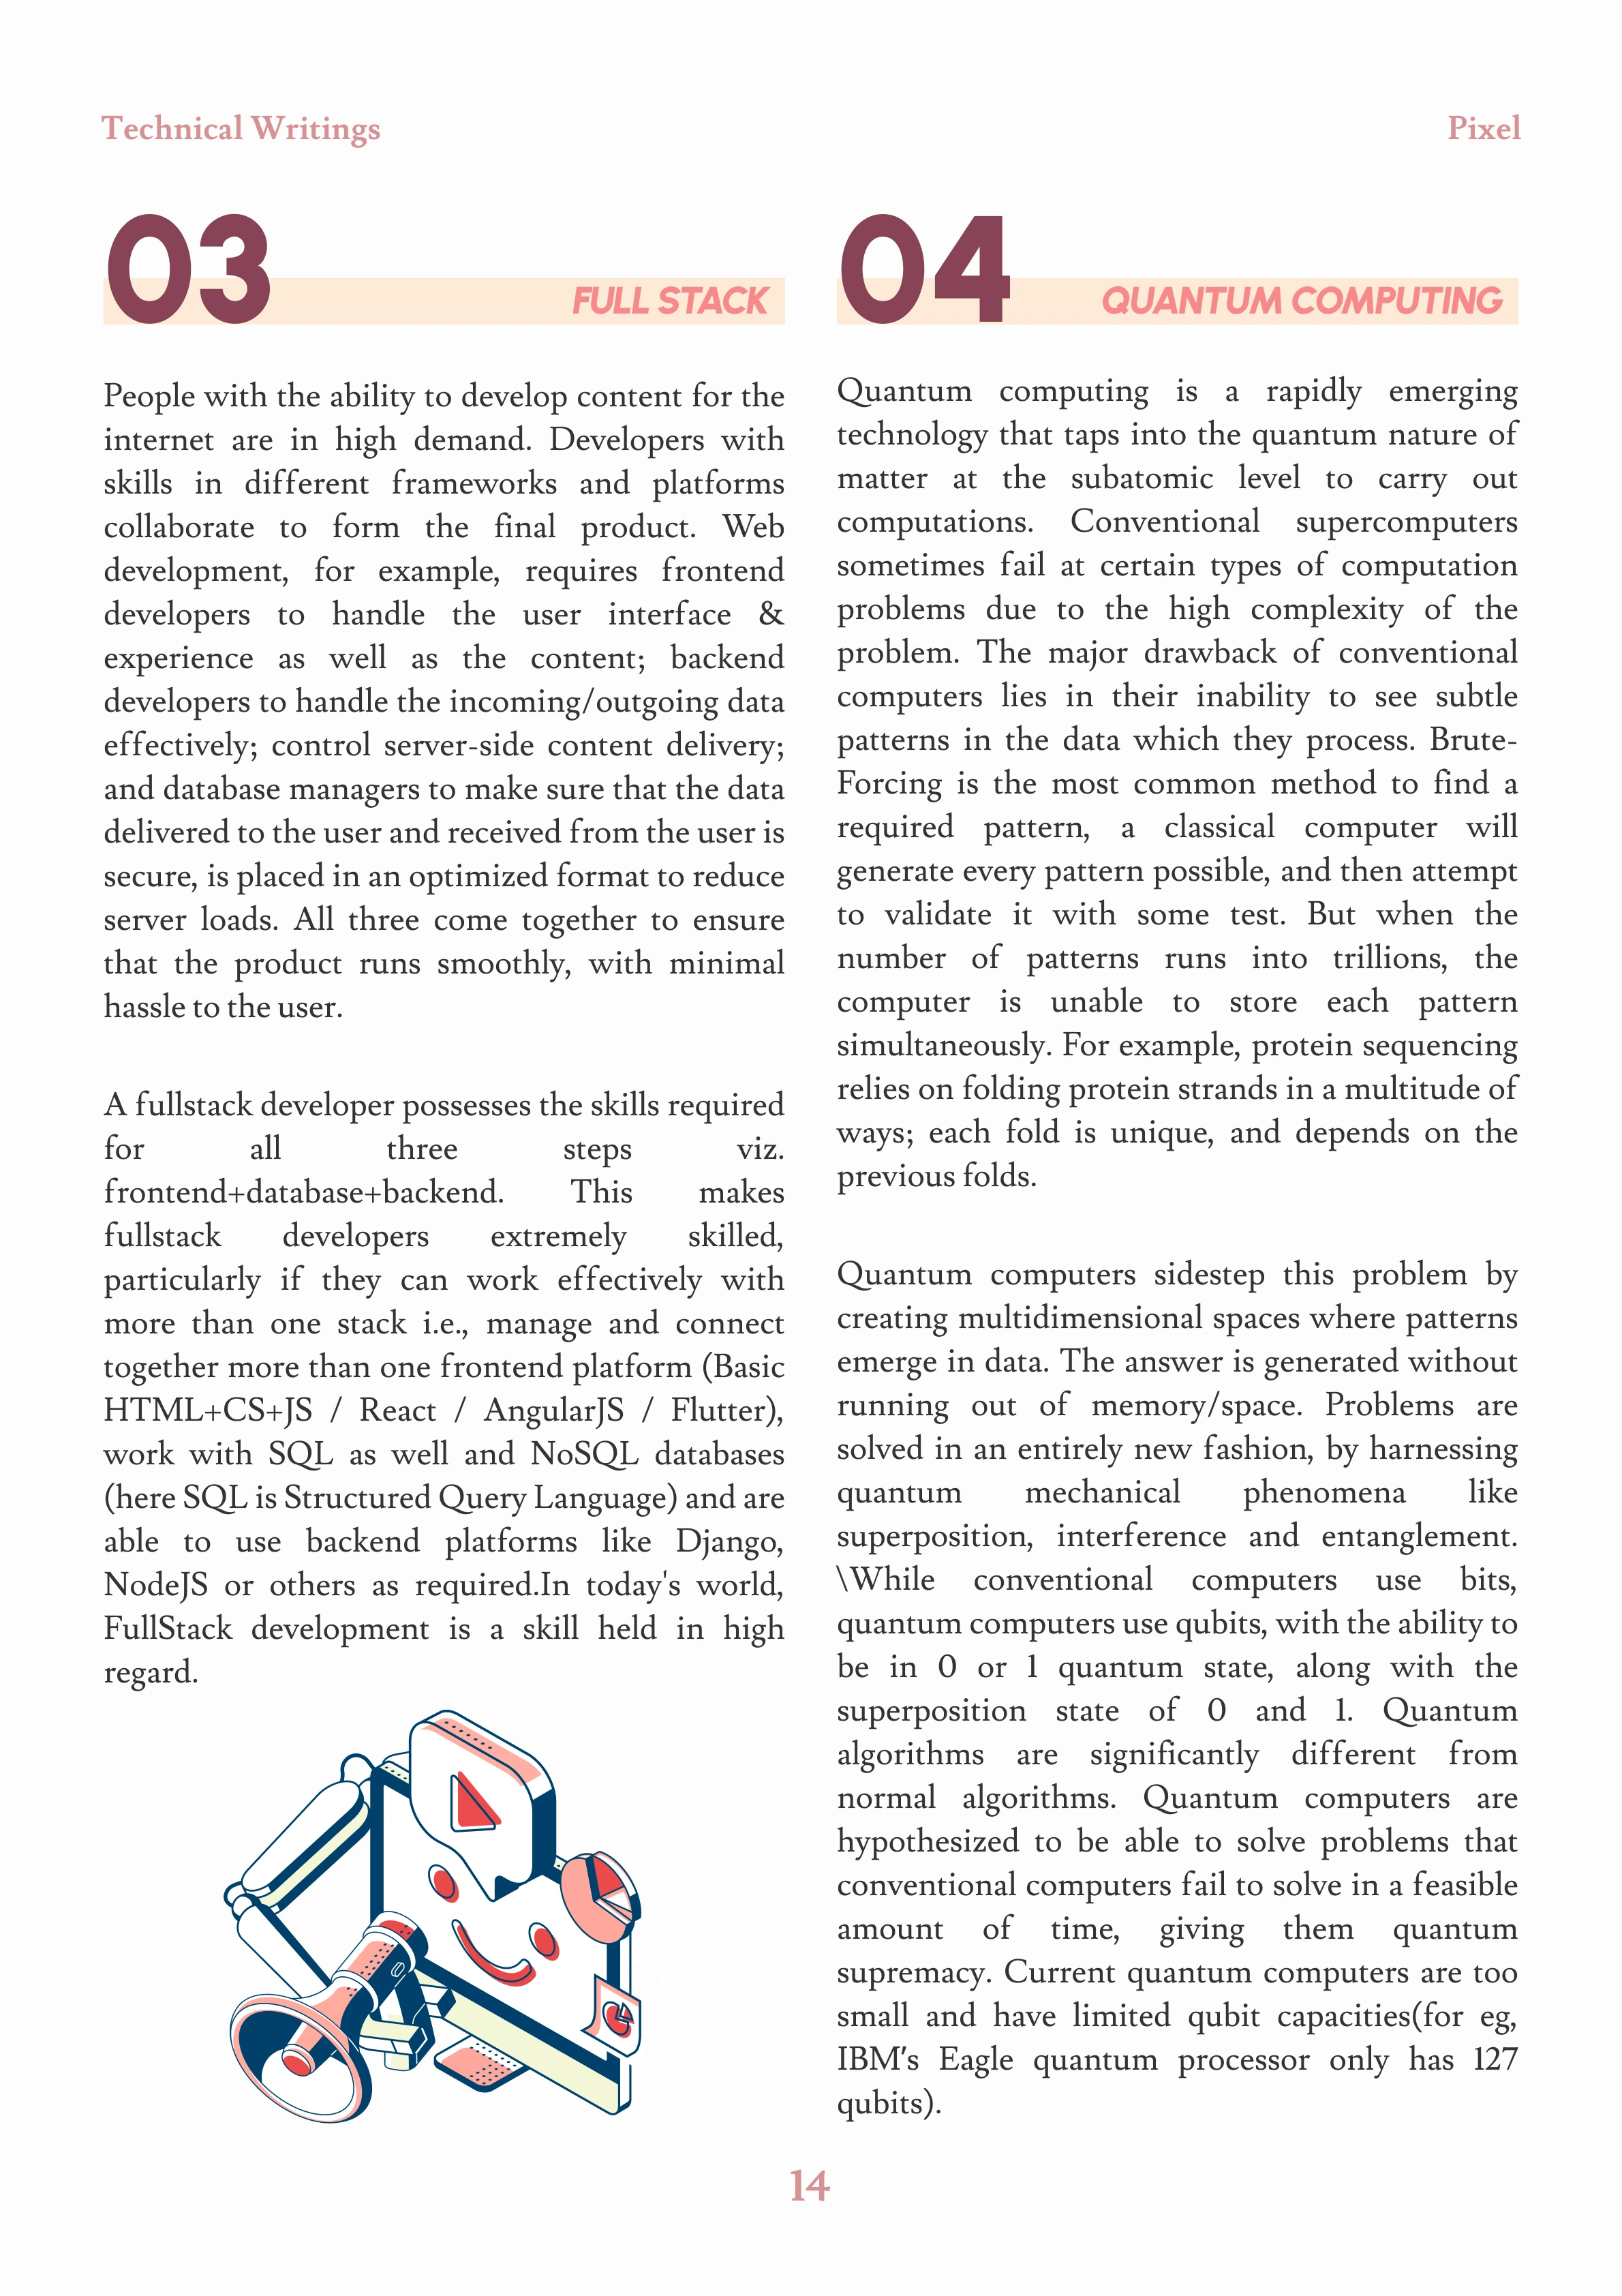 Technical Writings
Pixel
03
FULL STACK
People with the ability to develop content for the
internet are in high demand. Developers with
skills in different frameworks and platforms
collaborate to form the final product. Web
development, for example, requires frontend
developers to handle the user interface &
experience as well as the content; backend
developers to handle the incoming/outgoing data
effectively; control server-side content delivery;
and database managers to make sure that the data
delivered to the user and received from the user is
secure, is placed in an optimized format to reduce
server loads. All three come together to ensure
that the product runs smoothly, with minimal
hassle to the user.
A fullstack developer possesses the skills required
for all three steps viz.
frontend+database+backend. This makes
fullstack developers extremely skilled,
particularly if they can work effectively with
more than one stack i.e., manage and connect
together more than one frontend platform (Basic
HTML+CS+JS / React / AngularJS / Flutter),
work with SQL as well and NoSQL databases
(here SQL is Structured Query Language) and are
able to use backend platforms like Django,
NodeJS or others as required.In today's world,
FullStack development is a skill held in high
regard.
04
QUANTUM COMPUTING
Quantum computing is a rapidly emerging
technology that taps into the quantum nature of
matter at the subatomic level to carry out
computations. Conventional supercomputers
sometimes fail at certain types of computation
problems due to the high complexity of the
problem. The major drawback of conventional
computers lies in their inability to see subtle
patterns in the data which they process. Brute-
Forcing is the most common method to find a
required pattern, a classical computer will
generate every pattern possible, and then attempt
to validate it with some test. But when the
number of patterns runs into trillions, the
computer is unable to store each pattern
simultaneously. For example, protein sequencing
relies on folding protein strands in a multitude of
ways; each fold is unique, and depends on the
previous folds.
Quantum computers sidestep this problem by
creating multidimensional spaces where patterns
emerge in data. The answer is generated without
running out of memory/space. Problems are
solved in an entirely new fashion, by harnessing
quantum mechanical phenomena like
superposition, interference and entanglement.
\While conventional computers use bits,
quantum computers use qubits, with the ability to
be in 0 or 1 quantum state, along with the
superposition state of 0 and 1. Quantum
algorithms are significantly different from
normal algorithms. Quantum computers are
hypothesized to be able to solve problems that
conventional computers fail to solve in a feasible
amount of time, giving them quantum
supremacy. Current quantum computers are too
small and have limited qubit capacities(for eg,
IBM's Eagle quantum processor only has 127
qubits).
14